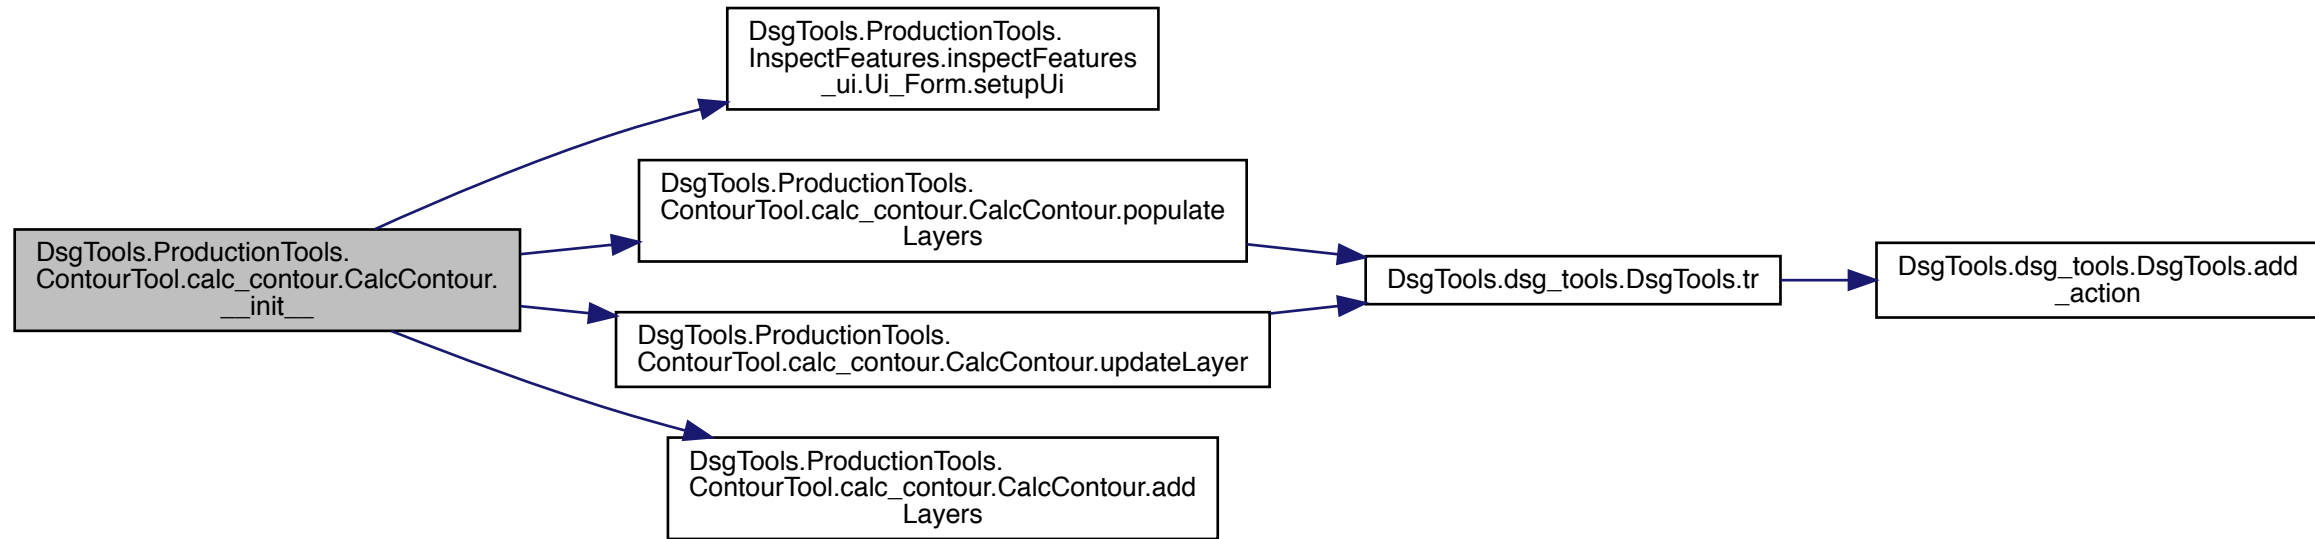 DsgTools.ProductionTools.
InspectFeatures.inspectFeatures
_ui.Ui_Form.setupUi
DsgTools.ProductionTools.
ContourTool.calc_contour.CalcContour.populate
Layers
DsgTools.ProductionTools.
ContourTool.calc_contour.CalcContour.
__init__
DsgTools.dsg_tools.DsgTools.tr
DsgTools.dsg_tools.DsgTools.add
_action
DsgTools.ProductionTools.
ContourTool.calc_contour.CalcContour.updateLayer
DsgTools.ProductionTools.
ContourTool.calc_contour.CalcContour.add
Layers